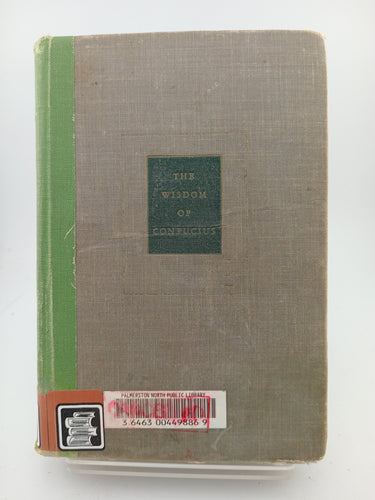 THE
WISDOM
OF
CONFUCIUS
PALMERSTON NORTH PUBLIC LIBRARY
3 6463 00449886 9